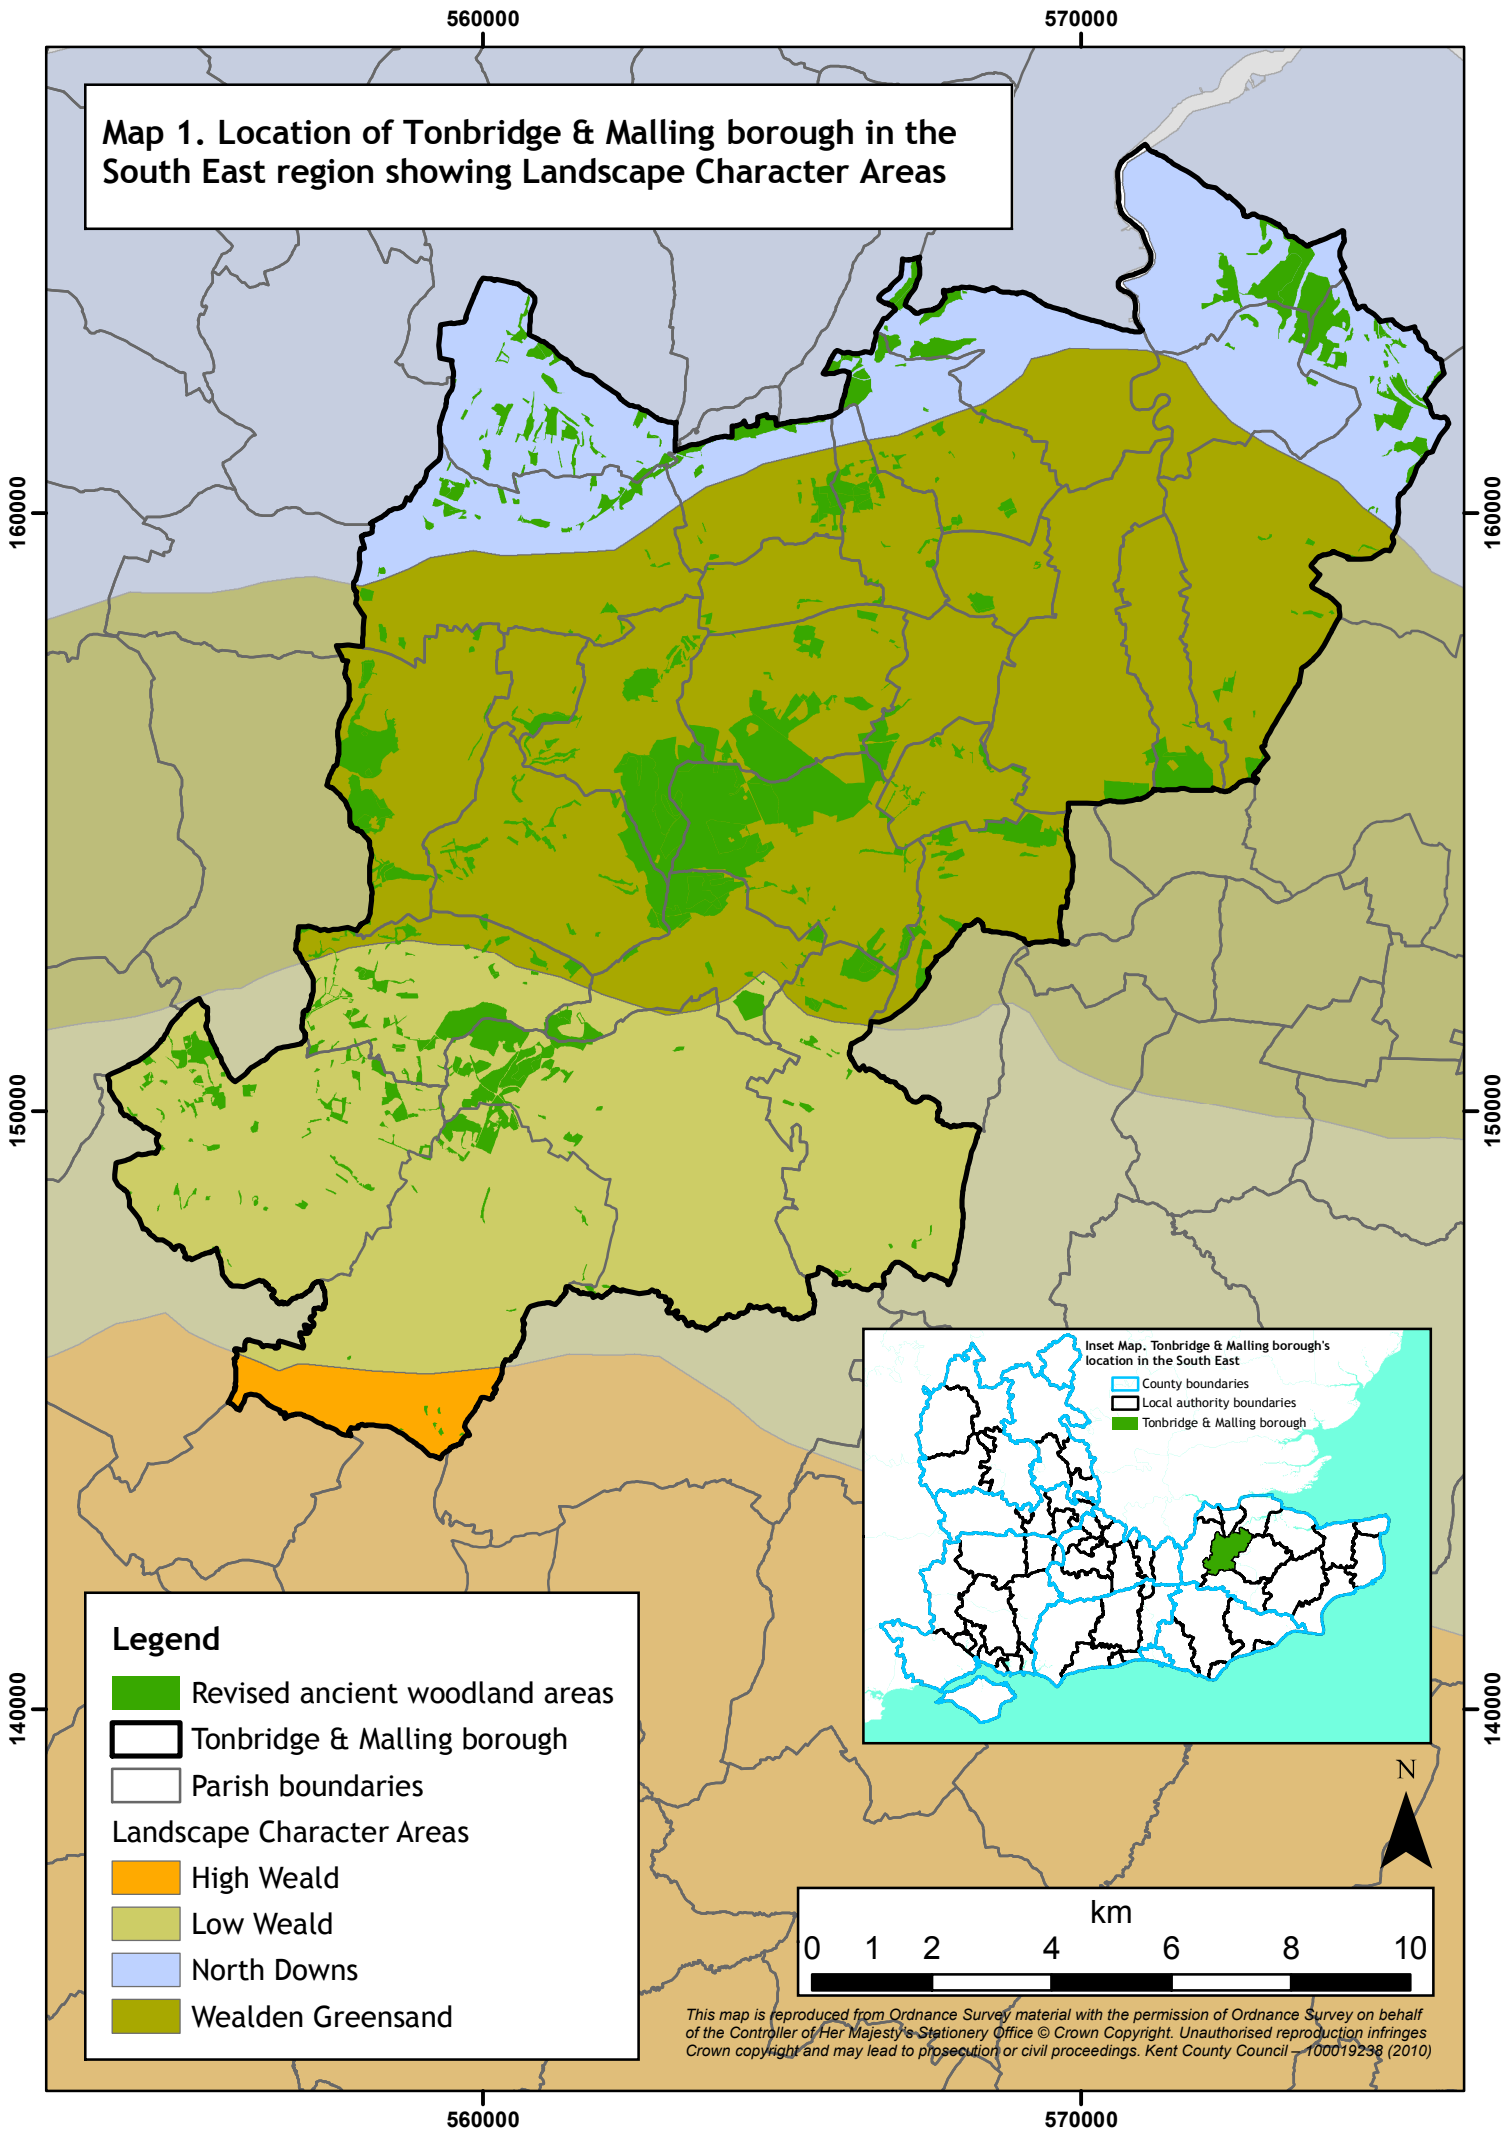 560000
570000
Map 1. Location of Tonbridge & Malling borough in the
South East region showing Landscape Character Areas
160000
160000
150000
150000
Inset Map. Tonbridge & Malling borough's
location in the South East
County boundaries
Local authority boundaries
Tonbridge & Malling borough
Legend
Revised ancient woodland areas
Tonbridge & Malling borough
Parish boundaries
Landscape Character Areas
High Weald
Low Weald
North Downs
Wealden Greensand
140000
140000
N
km
0 1 2 4 6 8 10
This map is reproduced from Ordnance Survey material with the permission of Ordnance Survey on behalf
of the Controller of Her Majesty's Stationery Office © Crown Copyright. Unauthorised reproduction infringes
Crown copyright and may lead to prosecution or civil proceedings. Kent County Council – 100019238 (2010)
560000
570000